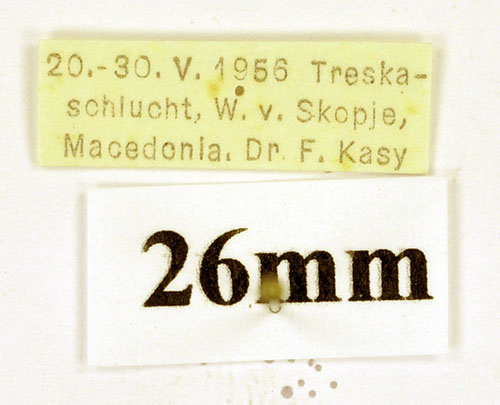 20.-30. V. 1956 Treska-
schlucht, W. v. Skopje,
Macedonia. Dr. F. Kasy
26mm